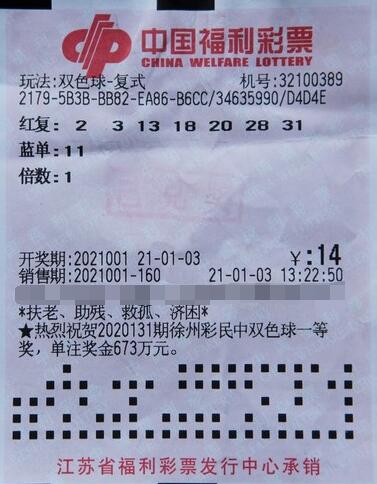 中国福利彩票
CHINA WELFARE LOTTERY
玩法:双色球-复式 机号:32100389
2179-5B3B-BB82-EA86-B6CC/34635990/D4D4E
红复: 2 3 13 18 20 28 31
蓝单:11
倍数:1
已兑奖
开奖期:2021001 21-01-03 ¥:14
销售期:2021001-160 21-01-03 13:22:50
*扶老、助残、救孤、济困*
★热烈祝贺2020131期徐州彩民中双色球一等
奖，单注奖金673万元。
江苏省福利彩票发行中心承销